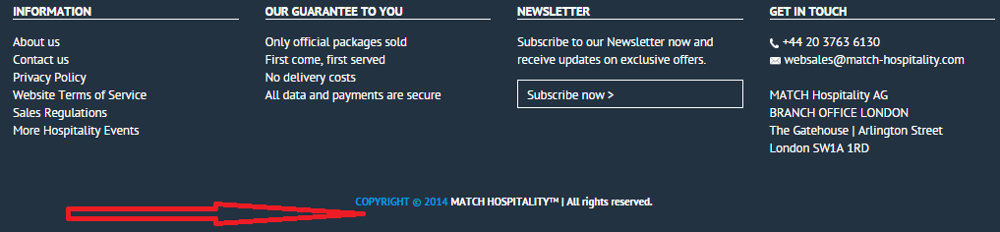 INFORMATION
About us
Contact us
Privacy Policy
Website Terms of Service
Sales Regulations
More Hospitality Events
OUR GUARANTEE TO YOU
Only official packages sold
First come, first served
No delivery costs
All data and payments are secure
NEWSLETTER
Subscribe to our Newsletter now and
receive updates on exclusive offers.
Subscribe now >
GET IN TOUCH
+44 20 3763 6130
websales@match-hospitality.com
MATCH Hospitality AG
BRANCH OFFICE LONDON
The Gatehouse | Arlington Street
London SW1A 1RD
COPYRIGHT © 2014 MATCH HOSPITALITY™ | All rights reserved.